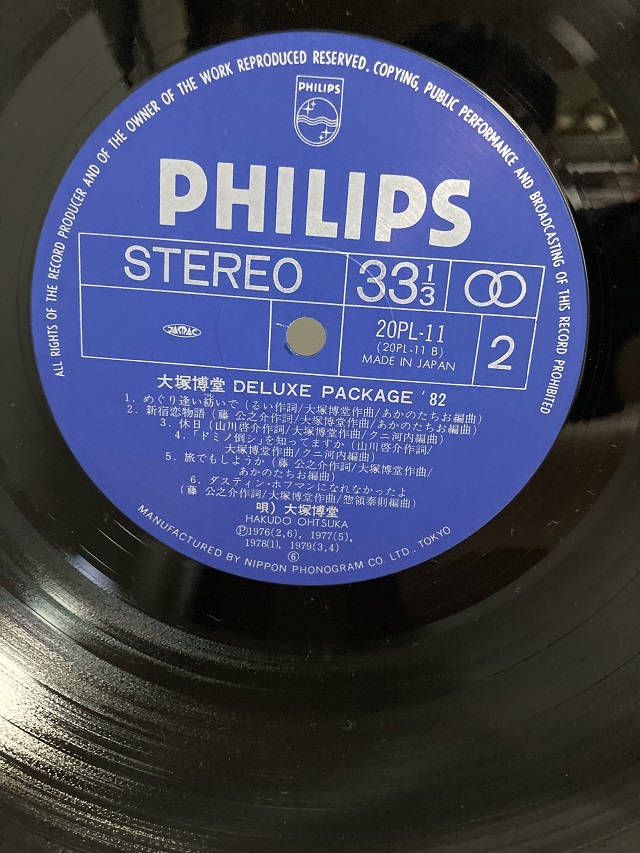 ALL RIGHTS OF THE RECORD PRODUCER AND OF THE OWNER OF THE WORK REPRODUCED RESERVED. COPYING, PUBLIC PERFORMANCE AND BROADCASTING OF THIS RECORD PROHIBITED
PHILIPS
PHILIPS
STEREO
33 1/3
20PL-11
(20PL-11 B)
MADE IN JAPAN
2
JASRAC
大塚博堂 DELUXE PACKAGE '82
1. めぐり逢い紡いで (るい作詞/大塚博堂作曲/あかのたちお編曲)
2. 新宿恋物語 (藤 公之介作詞/大塚博堂作曲/あかのたちお編曲)
3. 休日 (山川啓介作詞/大塚博堂作曲/クニ河内編曲)
4.「ドミノ倒シ」を知ってますか (山川啓介作詞/
大塚博堂作曲/クニ河内編曲)
5. 旅でもしようか (藤 公之介作詞/大塚博堂作曲/
あかのたちお編曲)
6. ダスティン・ホフマンになれなかったよ
(藤 公之介作詞/大塚博堂作曲/惣領泰則編曲)
唄) 大塚博堂
HAKUDO OHTSUKA
Ⓟ1976(2,6), 1977(5),
1978(1), 1979(3,4)
⑥
MANUFACTURED BY NIPPON PHONOGRAM CO. LTD., TOKYO